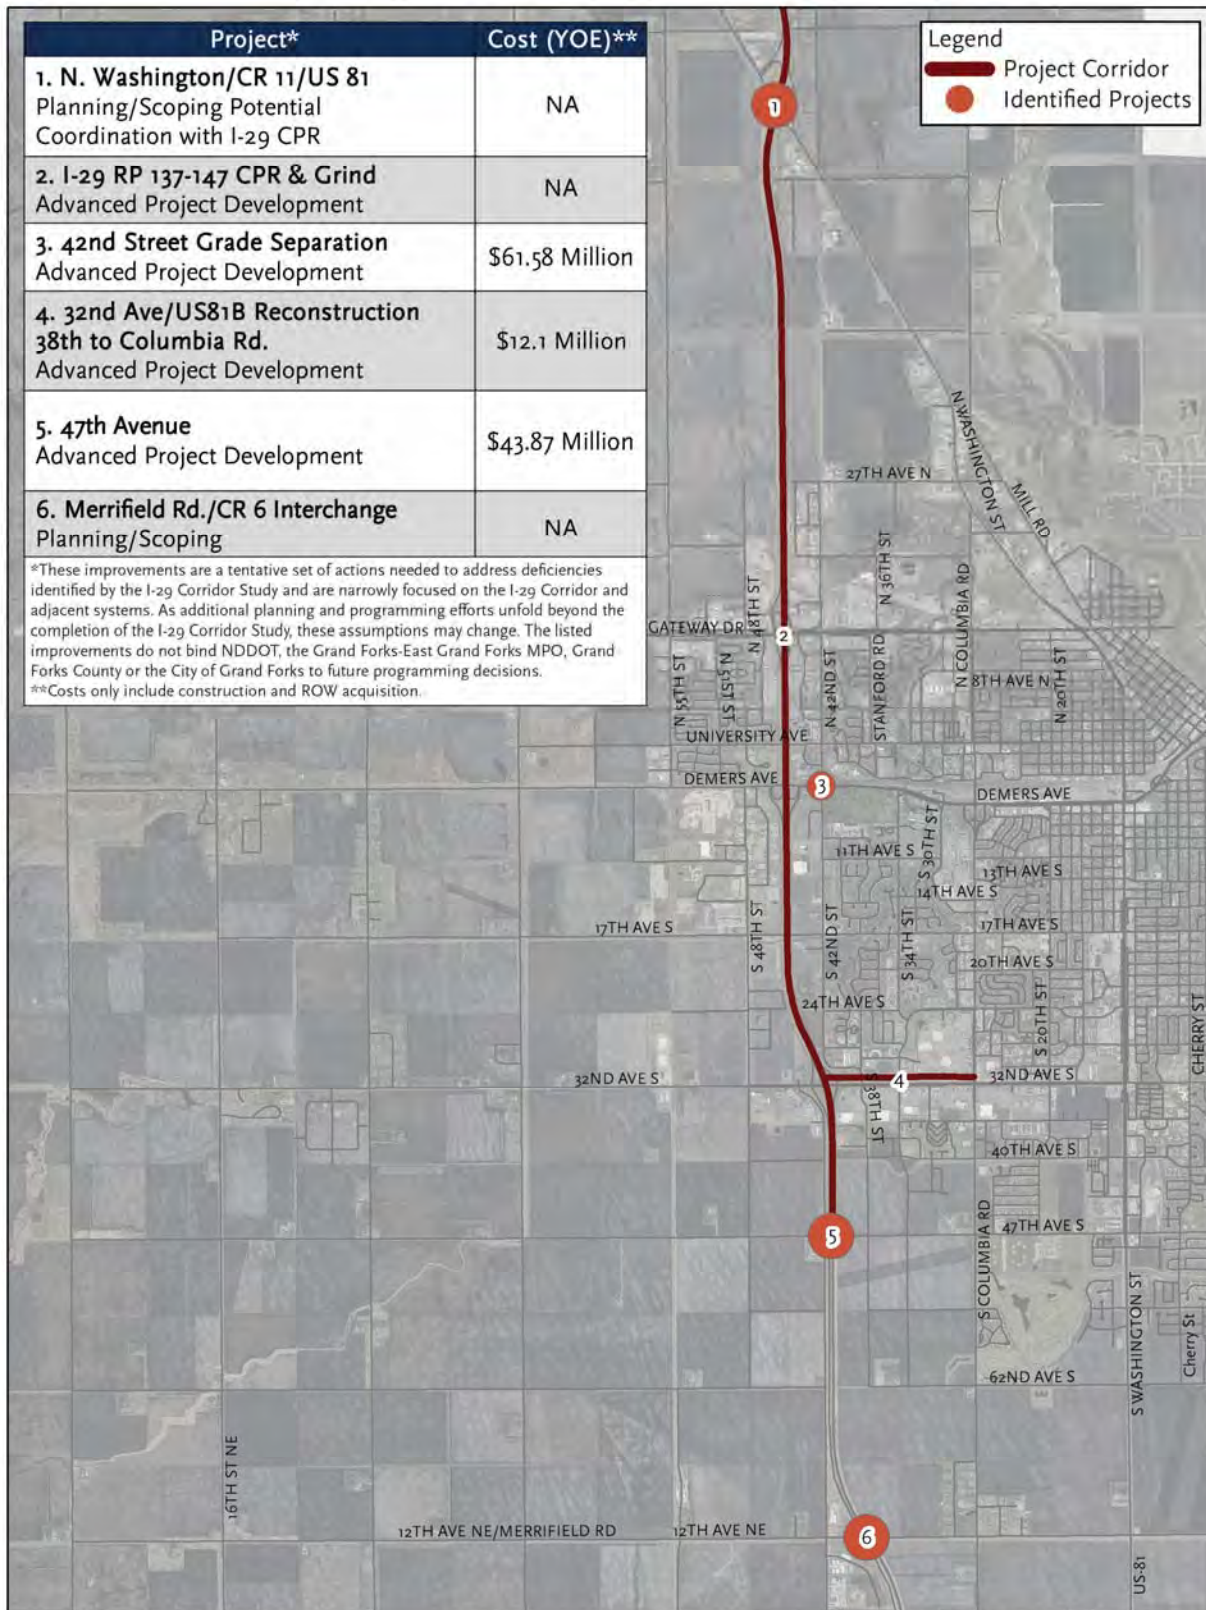 Project* Cost (YOE)**
1. N. Washington/CR 11/US 81
Planning/Scoping Potential
Coordination with I-29 CPR
NA
2. I-29 RP 137-147 CPR & Grind
Advanced Project Development
NA
3. 42nd Street Grade Separation
Advanced Project Development
$61.58 Million
4. 32nd Ave/US81B Reconstruction
38th to Columbia Rd.
Advanced Project Development
$12.1 Million
5. 47th Avenue
Advanced Project Development
$43.87 Million
6. Merrifield Rd./CR 6 Interchange
Planning/Scoping
NA
*These improvements are a tentative set of actions needed to address deficiencies
identified by the I-29 Corridor Study and are narrowly focused on the I-29 Corridor and
adjacent systems. As additional planning and programming efforts unfold beyond the
completion of the I-29 Corridor Study, these assumptions may change. The listed
improvements do not bind NDDOT, the Grand Forks-East Grand Forks MPO, Grand
Forks County or the City of Grand Forks to future programming decisions.
**Costs only include construction and ROW acquisition.
Legend
Project Corridor
Identified Projects
1
N WASHINGTON ST
MILL RD
27TH AVE N
N 36TH ST
N COLUMBIA RD
N 48TH ST
GATEWAY DR
2
N 55TH ST
N 51ST ST
N 42ND ST
STANFORD RD
8TH AVE N
N 20TH ST
UNIVERSITY AVE
DEMERS AVE
3
DEMERS AVE
S 30TH ST
11TH AVE S
13TH AVE S
14TH AVE S
17TH AVE S
S 48TH ST
S 42ND ST
S 34TH ST
17TH AVE S
20TH AVE S
24TH AVE S
S 20TH ST
CHERRY ST
32ND AVE S
S 38TH ST
4
32ND AVE S
40TH AVE S
5
S COLUMBIA RD
47TH AVE S
S WASHINGTON ST
Cherry St
62ND AVE S
16TH ST NE
12TH AVE NE/MERRIFIELD RD
12TH AVE NE
6
US-81